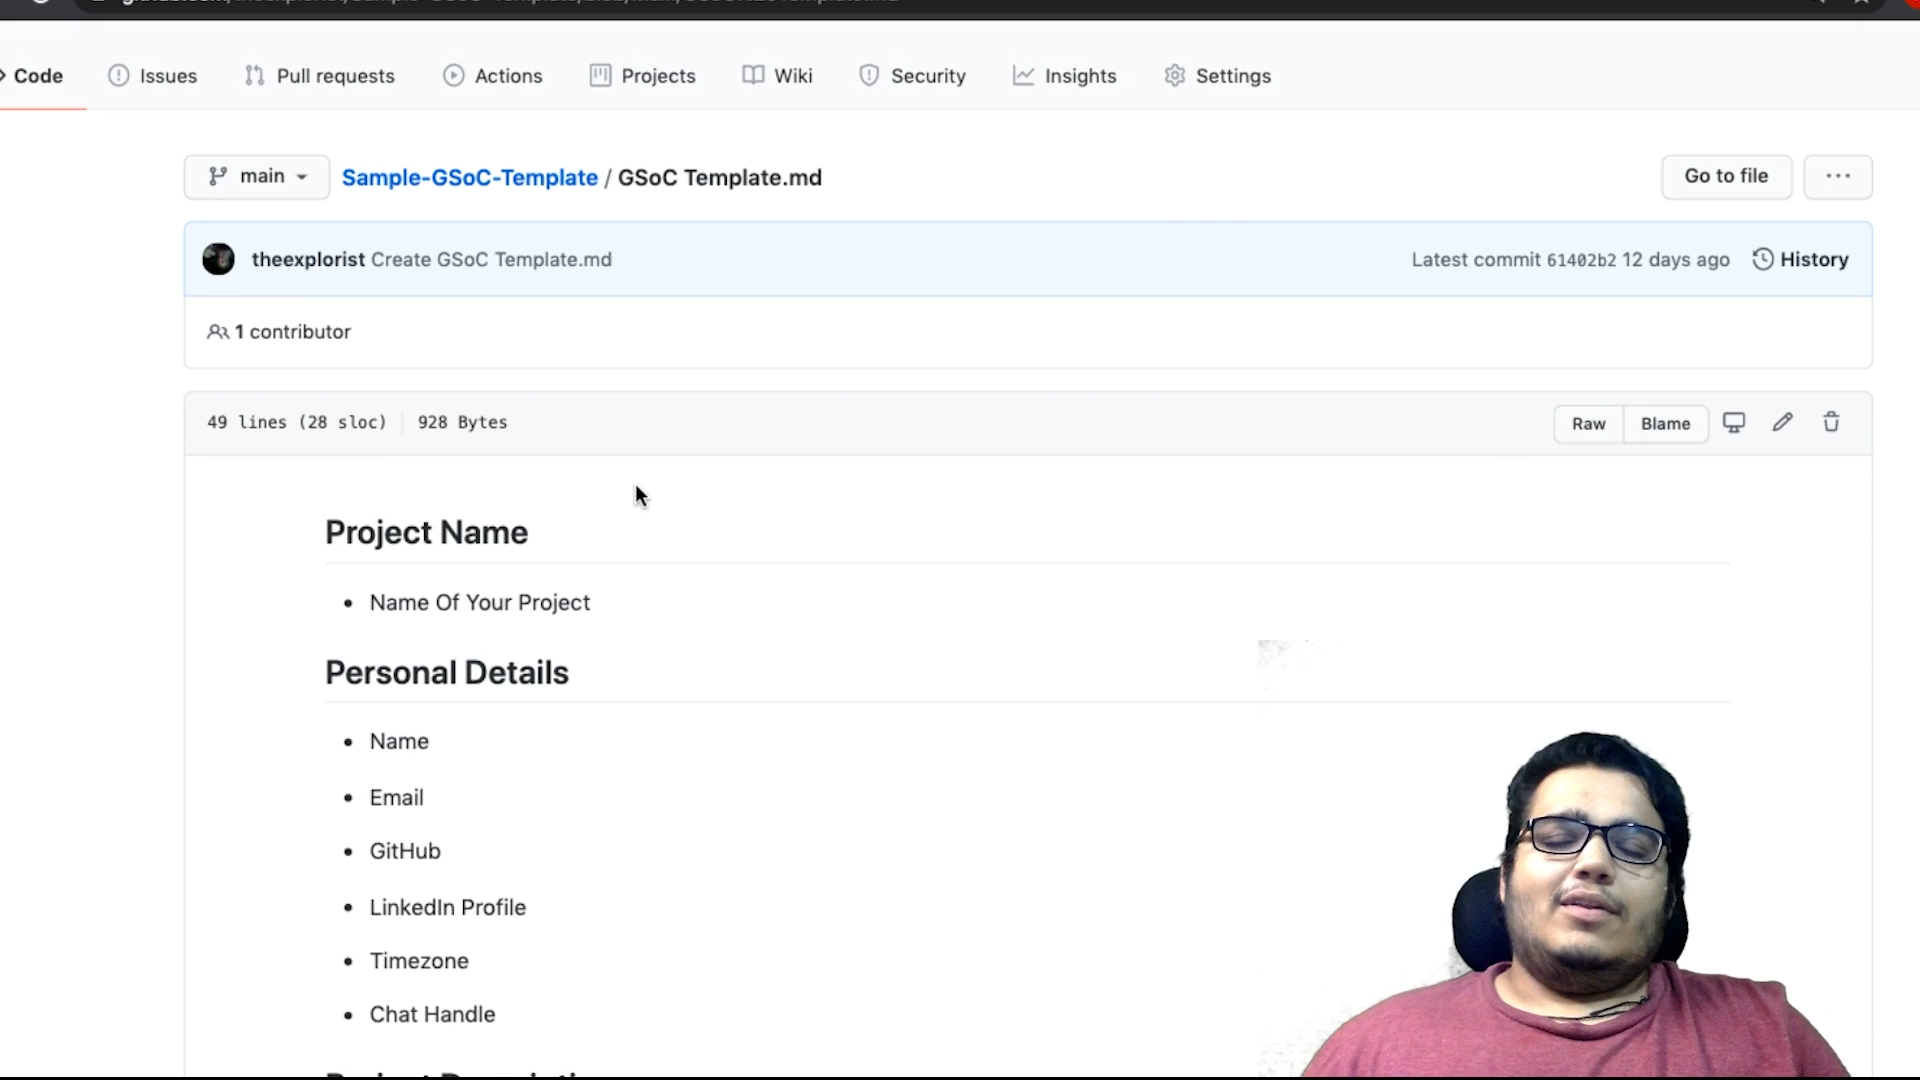 Code Issues Pull requests Actions Projects Wiki Security Insights Settings
main Sample-GSoC-Template / GSoC Template.md Go to file ...
theexplorist Create GSoC Template.md Latest commit 61402b2 12 days ago History
1 contributor
49 lines (28 sloc) 928 Bytes Raw Blame
Project Name
• Name Of Your Project
Personal Details
• Name
• Email
• GitHub
• LinkedIn Profile
• Timezone
• Chat Handle